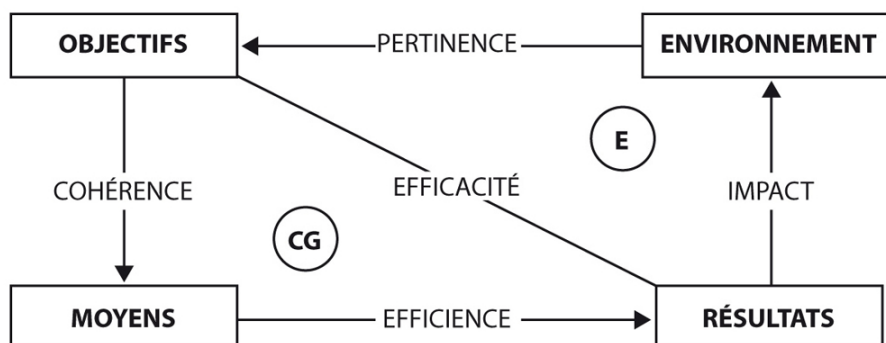 OBJECTIFS
PERTINENCE
ENVIRONNEMENT
E
COHÉRENCE
EFFICACITÉ
IMPACT
CG
MOYENS
EFFICIENCE
RÉSULTATS